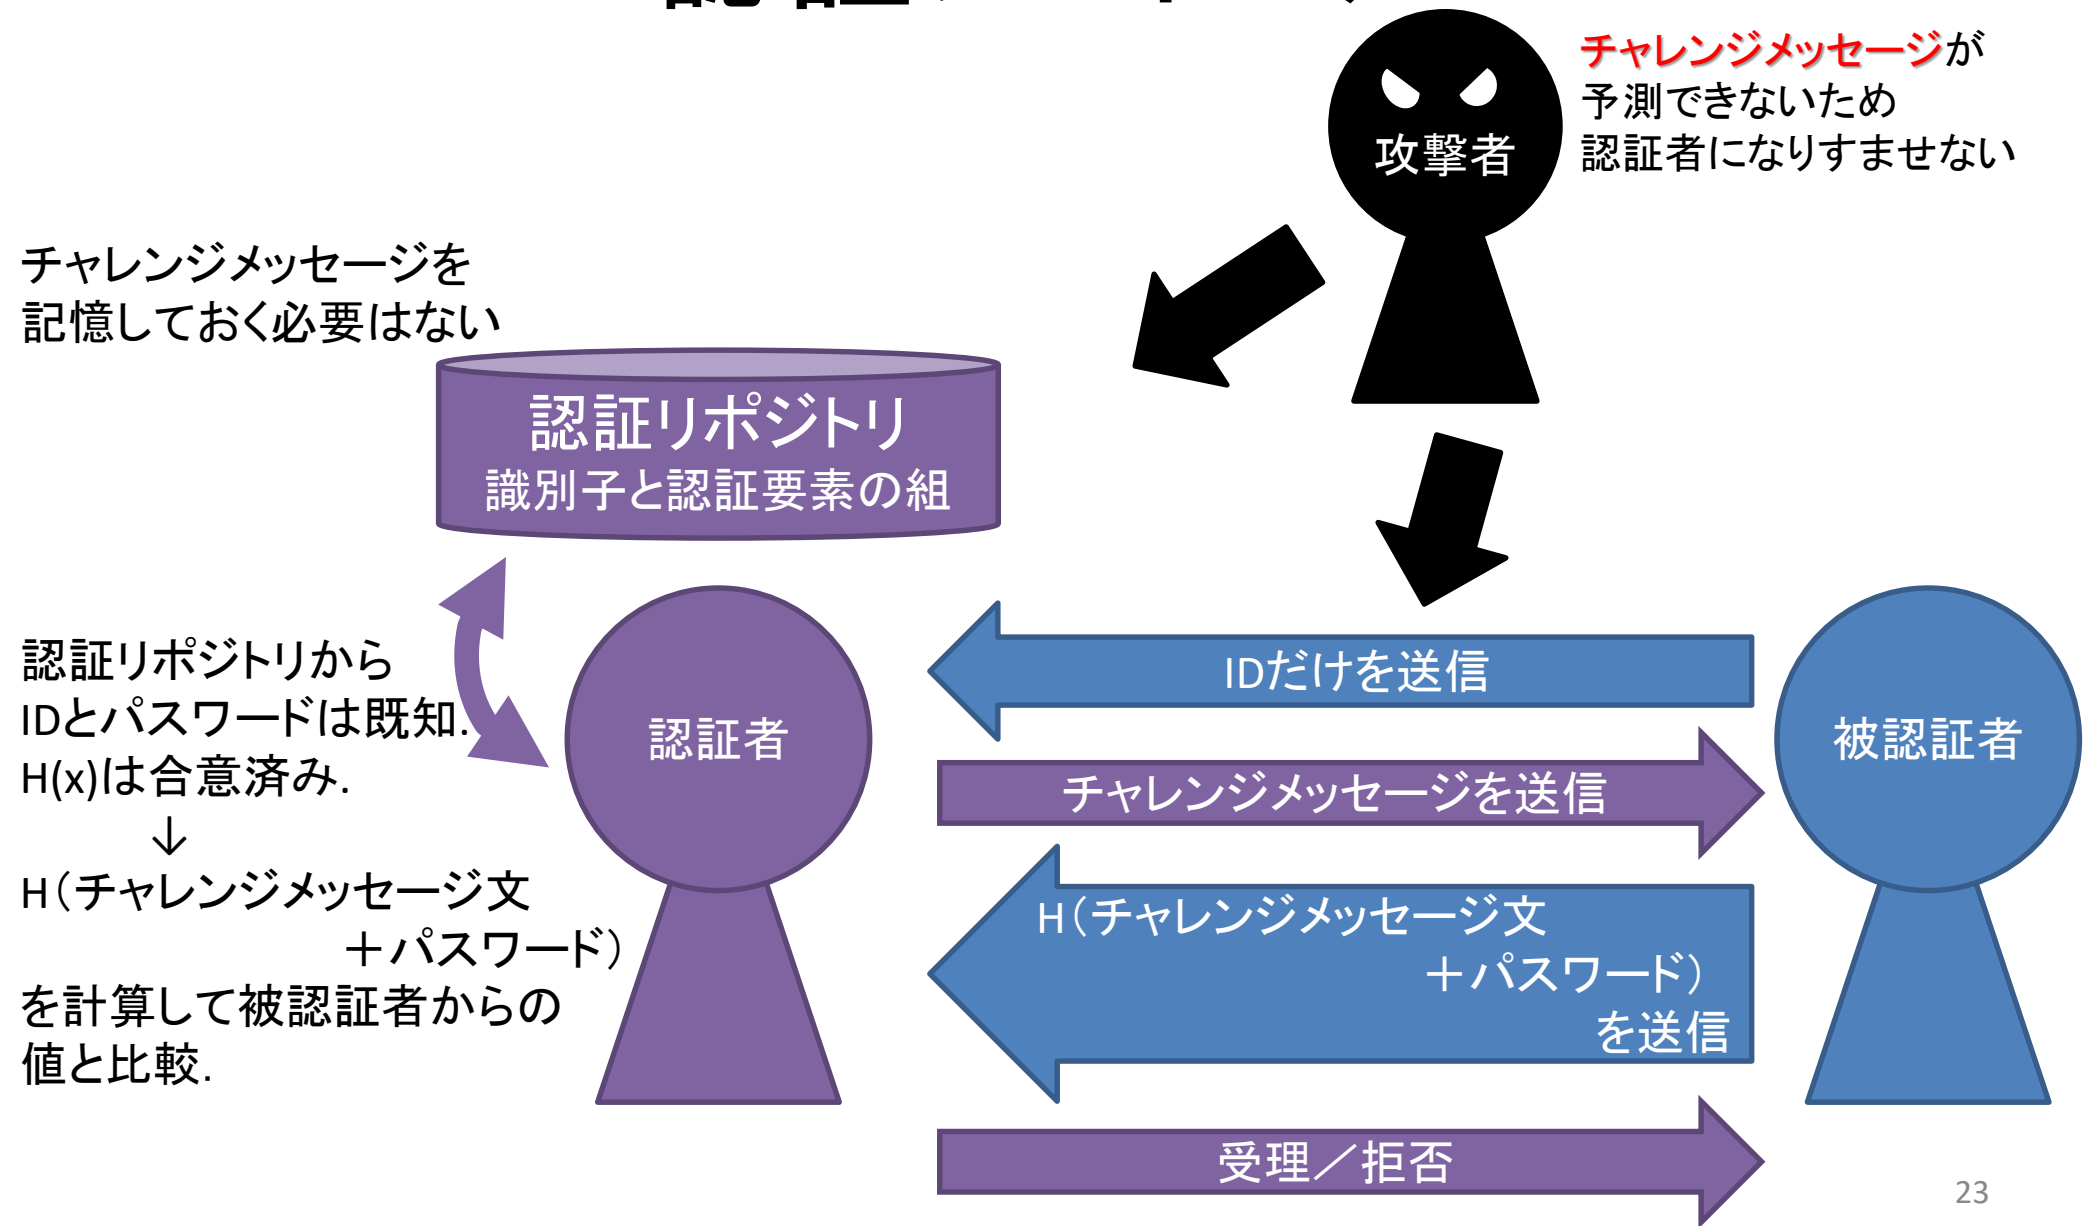 チャレンジメッセージが
予測できないため
認証者になりすませない
攻撃者
チャレンジメッセージを
記憶しておく必要はない
認証リポジトリ
識別子と認証要素の組
認証リポジトリから
IDとパスワードは既知.
H(x)は合意済み.
↓
H（チャレンジメッセージ文
＋パスワード）
を計算して被認証者からの
値と比較.
認証者
IDだけを送信
チャレンジメッセージを送信
H（チャレンジメッセージ文
＋パスワード）
を送信
受理／拒否
被認証者
23